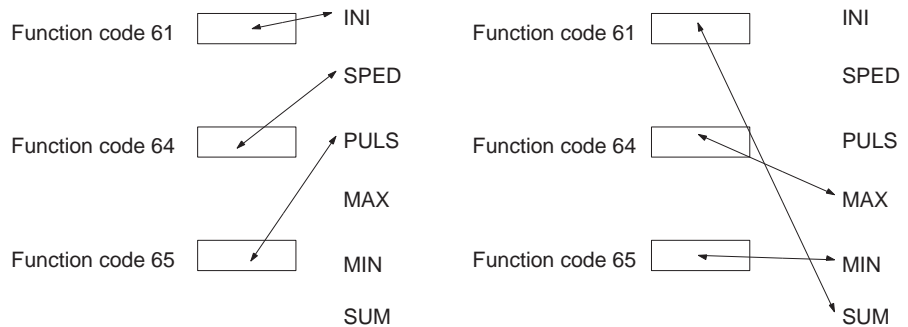 Function code 61
INI
SPED
Function code 64
PULS
MAX
Function code 65
MIN
SUM
Function code 61
INI
SPED
Function code 64
PULS
MAX
Function code 65
MIN
SUM